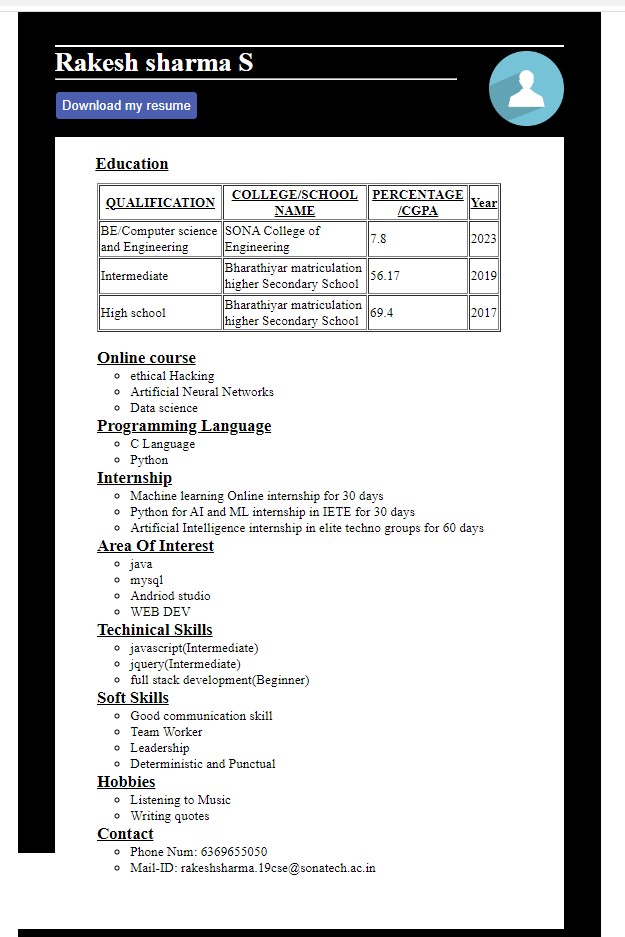 Rakesh sharma S
Download my resume
Education
QUALIFICATION COLLEGE/SCHOOL NAME PERCENTAGE /CGPA Year
BE/Computer science and Engineering SONA College of Engineering 7.8 2023
Intermediate Bharathiyar matriculation higher Secondary School 56.17 2019
High school Bharathiyar matriculation higher Secondary School 69.4 2017
Online course
ethical Hacking
Artificial Neural Networks
Data science
Programming Language
C Language
Python
Internship
Machine learning Online internship for 30 days
Python for AI and ML internship in IETE for 30 days
Artificial Intelligence internship in elite techno groups for 60 days
Area Of Interest
java
mysql
Andriod studio
WEB DEV
Techinical Skills
javascript(Intermediate)
jquery(Intermediate)
full stack development(Beginner)
Soft Skills
Good communication skill
Team Worker
Leadership
Deterministic and Punctual
Hobbies
Listening to Music
Writing quotes
Contact
Phone Num: 6369655050
Mail-ID: rakeshsharma.19cse@sonatech.ac.in